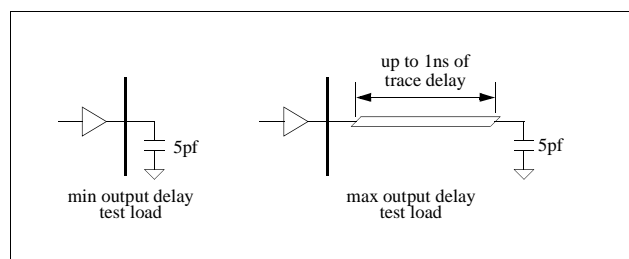 up to 1ns of
trace delay
5pf
5pf
min output delay
test load
max output delay
test load